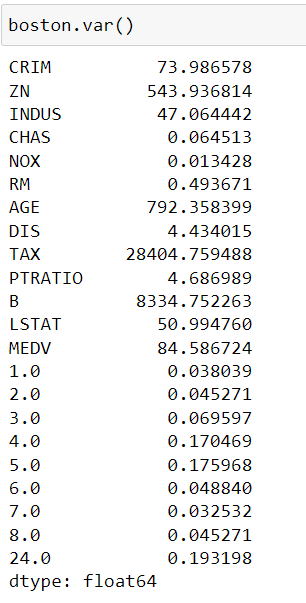 boston.var()
CRIM 73.986578
ZN 543.936814
INDUS 47.064442
CHAS 0.064513
NOX 0.013428
RM 0.493671
AGE 792.358399
DIS 4.434015
TAX 28404.759488
PTRATIO 4.686989
B 8334.752263
LSTAT 50.994760
MEDV 84.586724
1.0 0.038039
2.0 0.045271
3.0 0.069597
4.0 0.170469
5.0 0.175968
6.0 0.048840
7.0 0.032532
8.0 0.045271
24.0 0.193198
dtype: float64